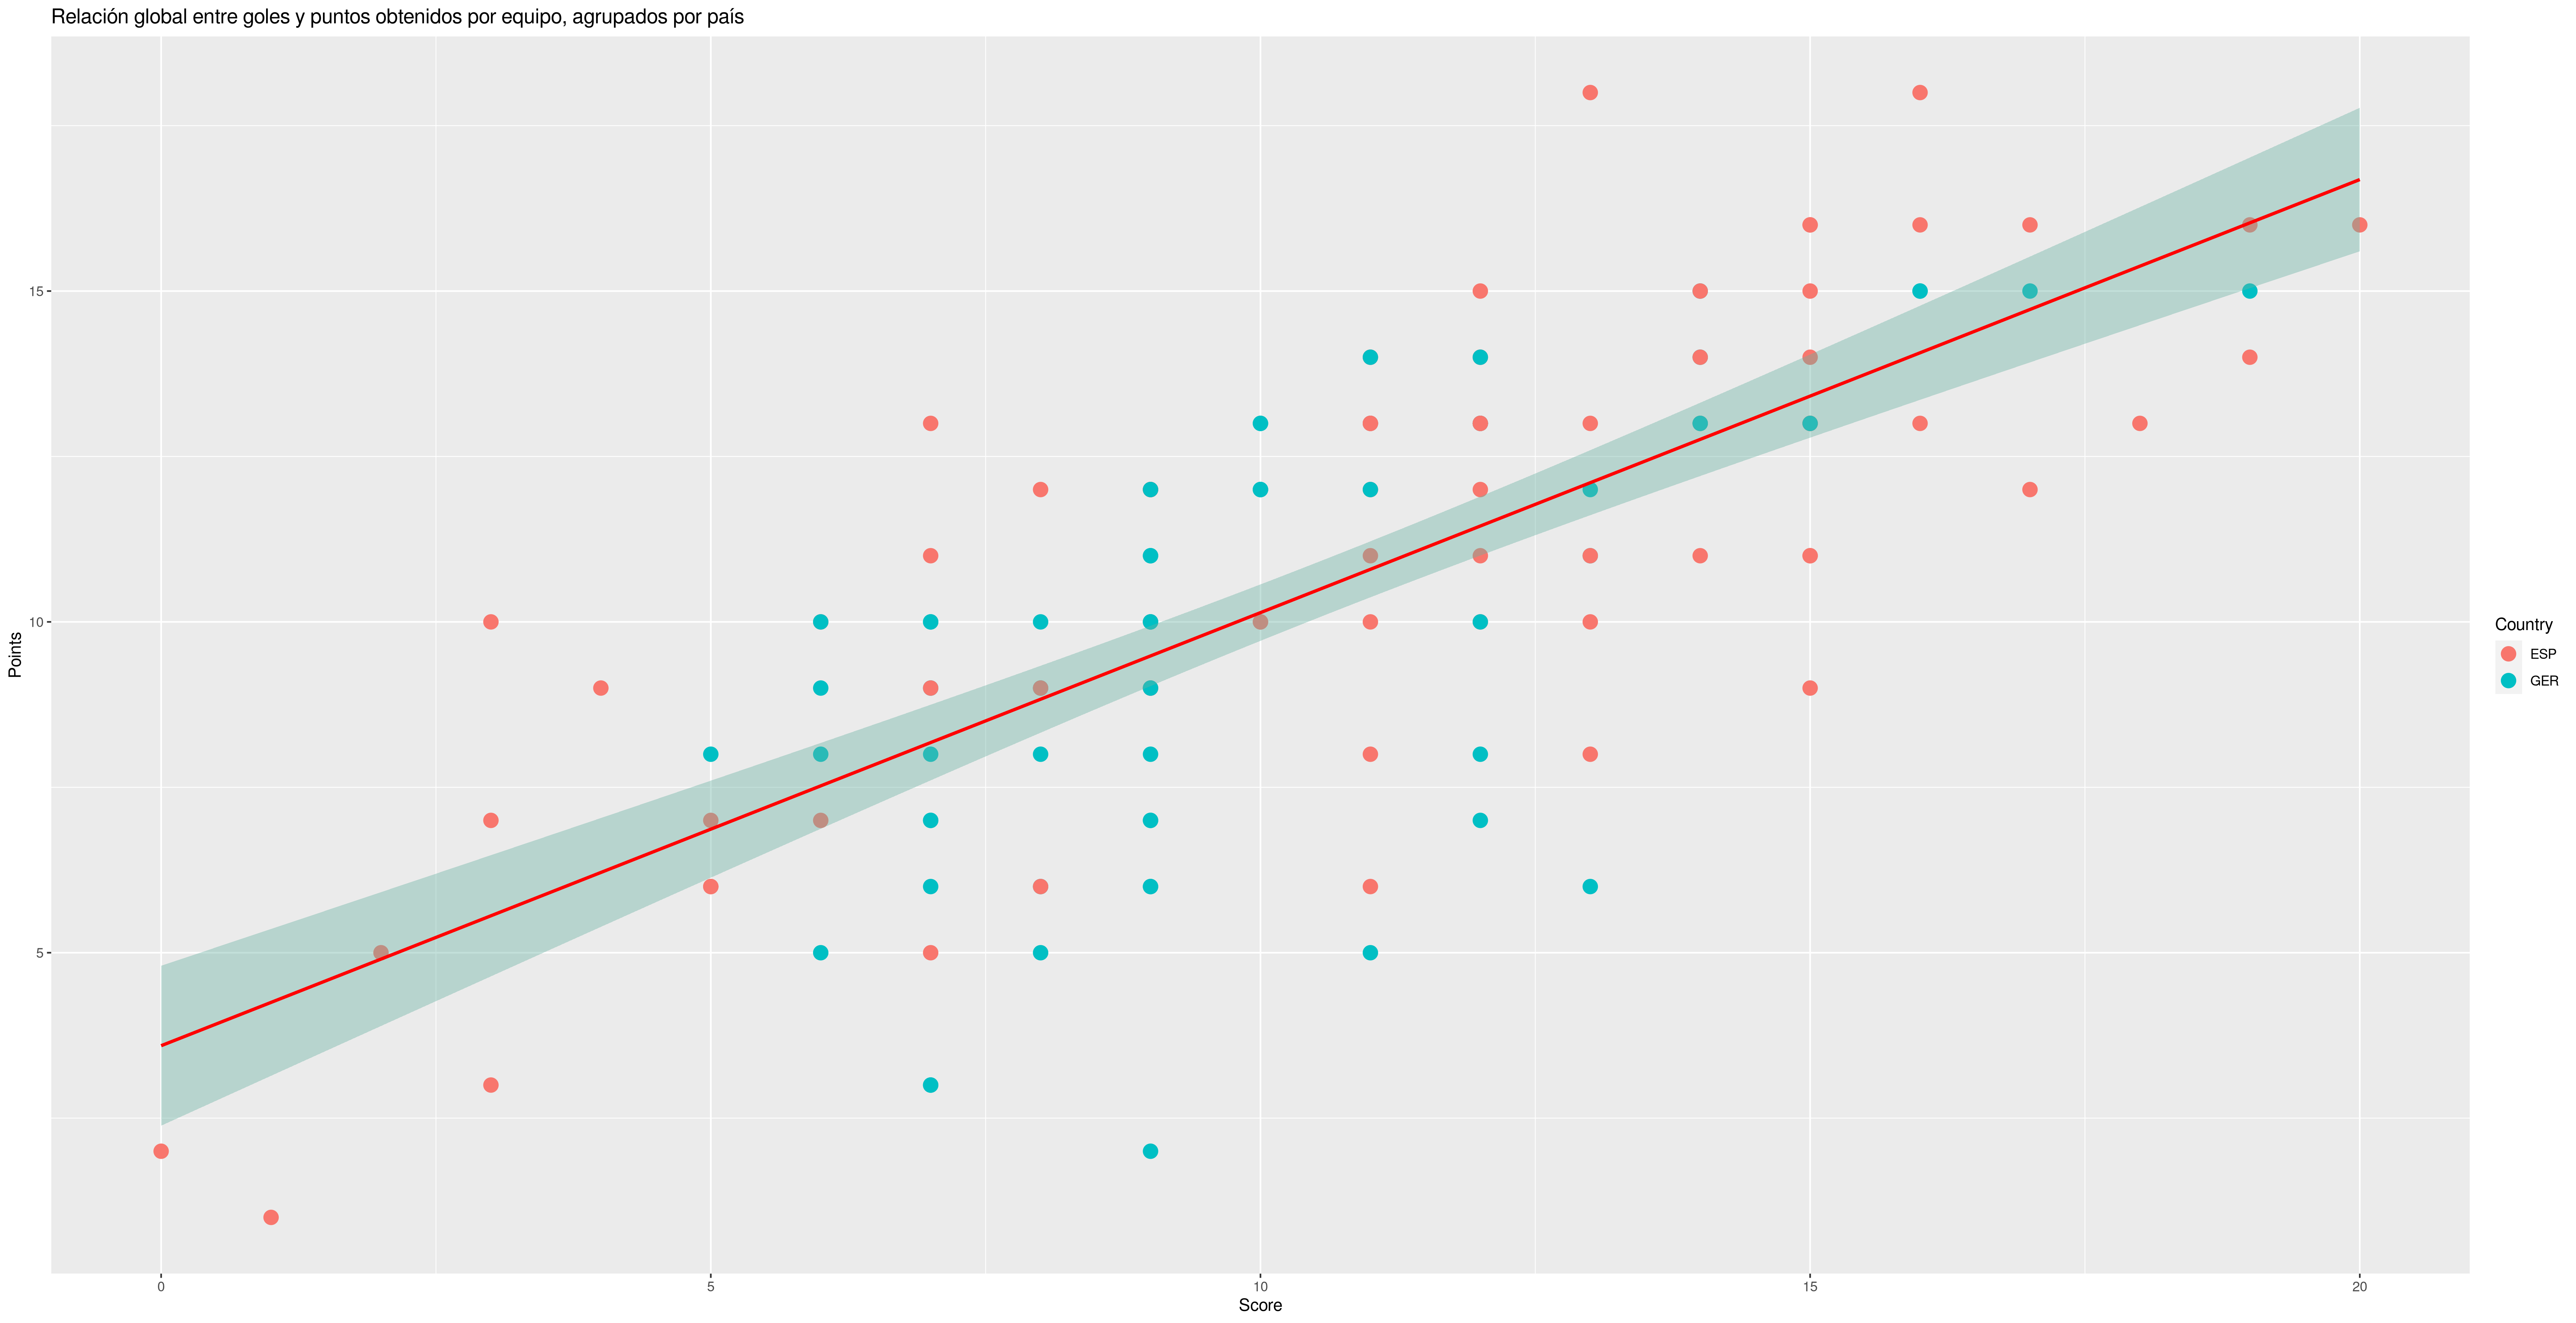 Relación global entre goles y puntos obtenidos por equipo, agrupados por país
15
10
5
Points
0 5 10 15 20
Score
Country
ESP
GER